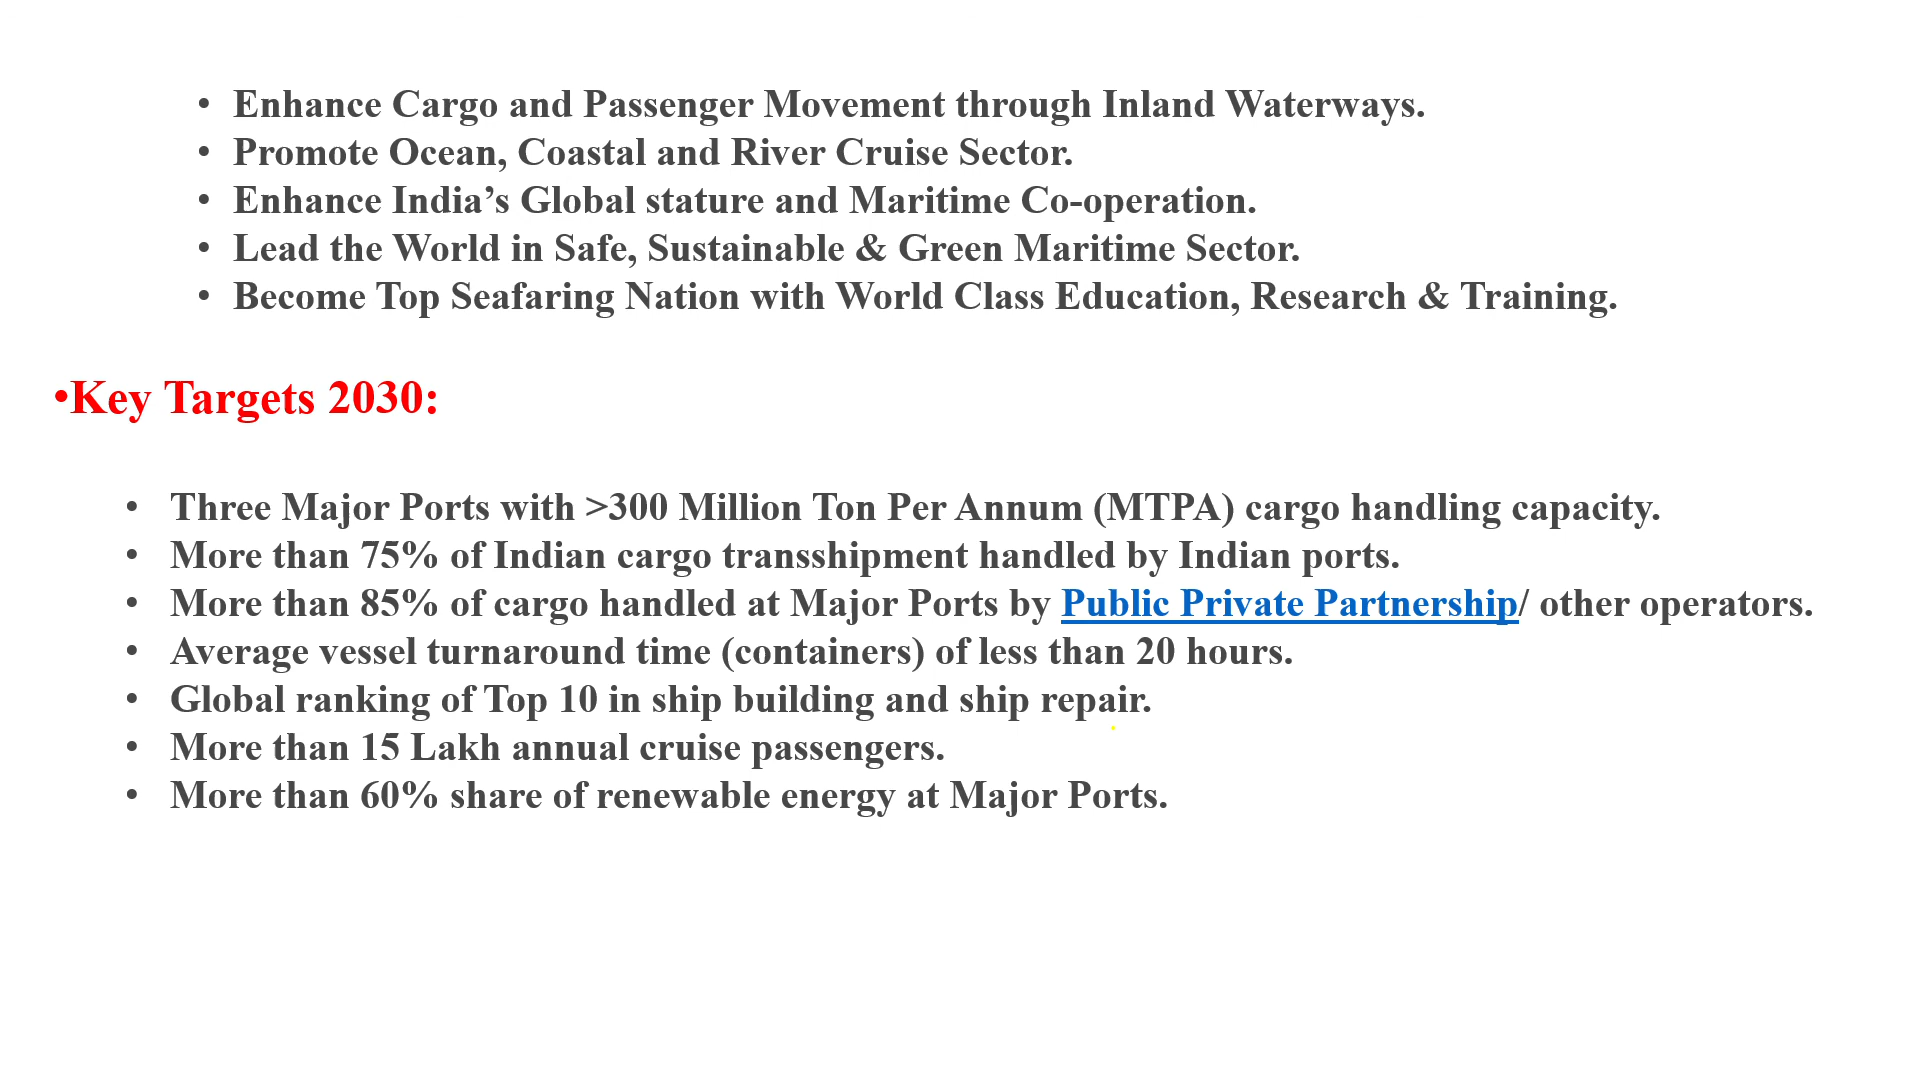 • Enhance Cargo and Passenger Movement through Inland Waterways.
• Promote Ocean, Coastal and River Cruise Sector.
• Enhance India’s Global stature and Maritime Co-operation.
• Lead the World in Safe, Sustainable & Green Maritime Sector.
• Become Top Seafaring Nation with World Class Education, Research & Training.
•Key Targets 2030:
• Three Major Ports with >300 Million Ton Per Annum (MTPA) cargo handling capacity.
• More than 75% of Indian cargo transshipment handled by Indian ports.
• More than 85% of cargo handled at Major Ports by Public Private Partnership/ other operators.
• Average vessel turnaround time (containers) of less than 20 hours.
• Global ranking of Top 10 in ship building and ship repair.
• More than 15 Lakh annual cruise passengers.
• More than 60% share of renewable energy at Major Ports.